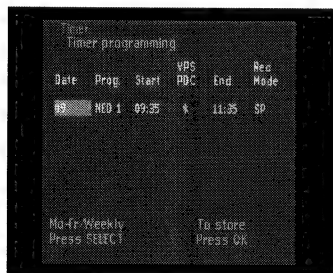 Timer
Timer programming
VPS Rec
Date Prog. Start PDC End Mode
09 NED 1 09:35 * 11:35 SP
Mo-Fr/Weekly To store
Press SELECT Press OK